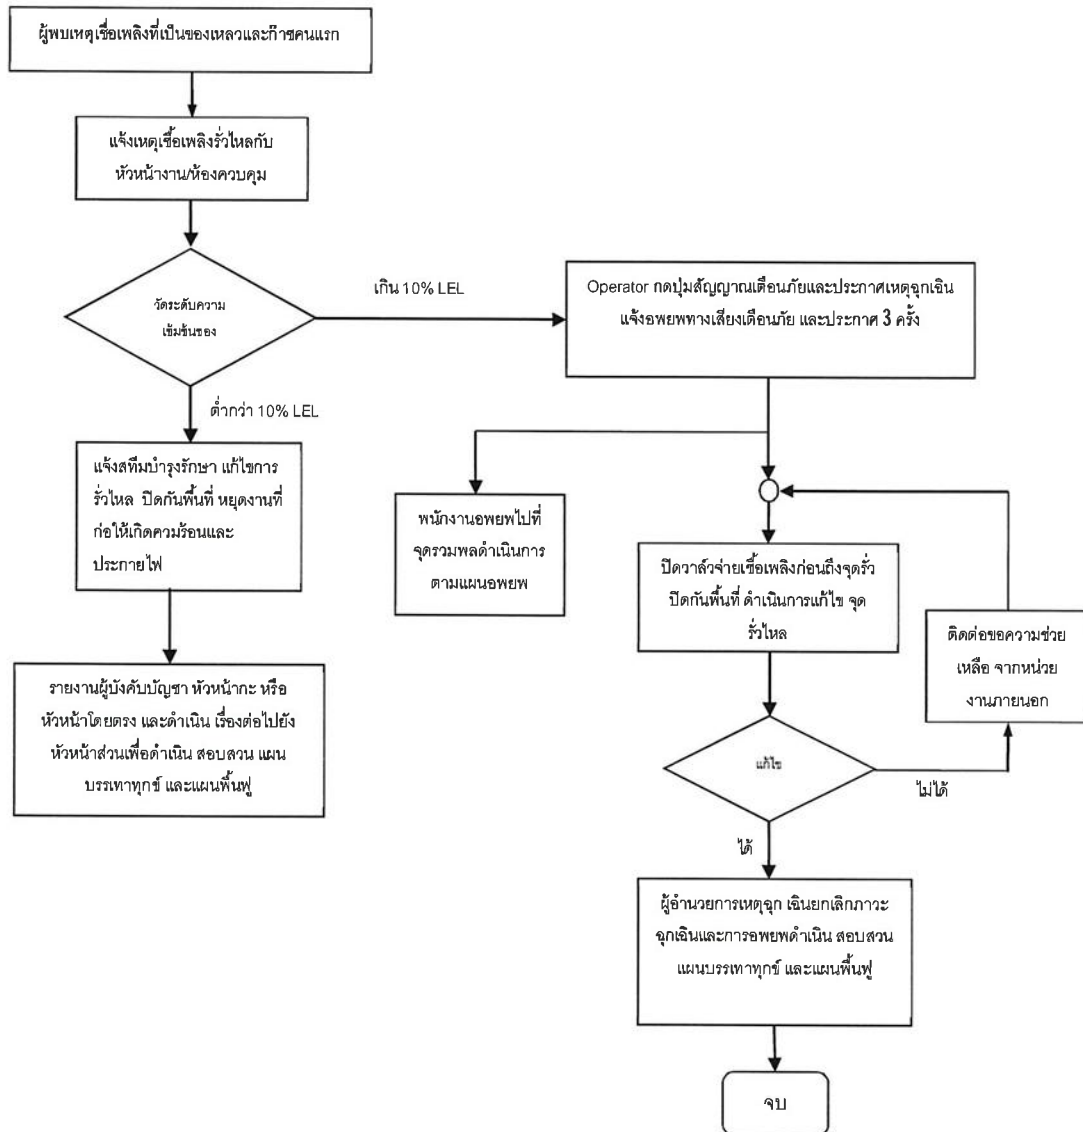 ผู้พบเหตุเชื้อเพลิงที่เป็นของเหลวและก๊าซคนแรก
แจ้งเหตุเชื้อเพลิงรั่วไหลกับ
หัวหน้างาน/ห้องควบคุม
วัดระดับความ
เข้มข้นของ
เกิน 10% LEL
Operator กดปุ่มสัญญาณเตือนภัยและประกาศเหตุฉุกเฉิน
แจ้งอพยพทางเสียงเตือนภัย และประกาศ 3 ครั้ง
ต่ำกว่า 10% LEL
แจ้งสทีมบำรุงรักษา แก้ไขการ
รั่วไหล ปิดกันพื้นที่ หยุดงานที่
ก่อให้เกิดควมร้อนและ
ประกายไฟ
พนักงานอพยพไปที่
จุดรวมพลดำเนินการ
ตามแผนอพยพ
ปิดวาล์วจ่ายเชื้อเพลิงก่อนถึงจุดรั่ว
ปิดกันพื้นที่ ดำเนินการแก้ไข จุด
รั่วไหล
ติดต่อขอความช่วย
เหลือ จากหน่วย
งานภายนอก
รายงานผู้บังคับบัญชา หัวหน้ากะ หรือ
หัวหน้าโดยตรง และดำเนิน เรื่องต่อไปยัง
หัวหน้าส่วนเพื่อดำเนิน สอบสวน แผน
บรรเทาทุกข์ และแผนพื้นฟู
แก้ไข
ไม่ได้
ได้
ผู้อำนวยการเหตุฉุก เฉินยกเลิกภาวะ
ฉุกเฉินและการอพยพดำเนิน สอบสวน
แผนบรรเทาทุกข์ และแผนพื้นฟู
จบ